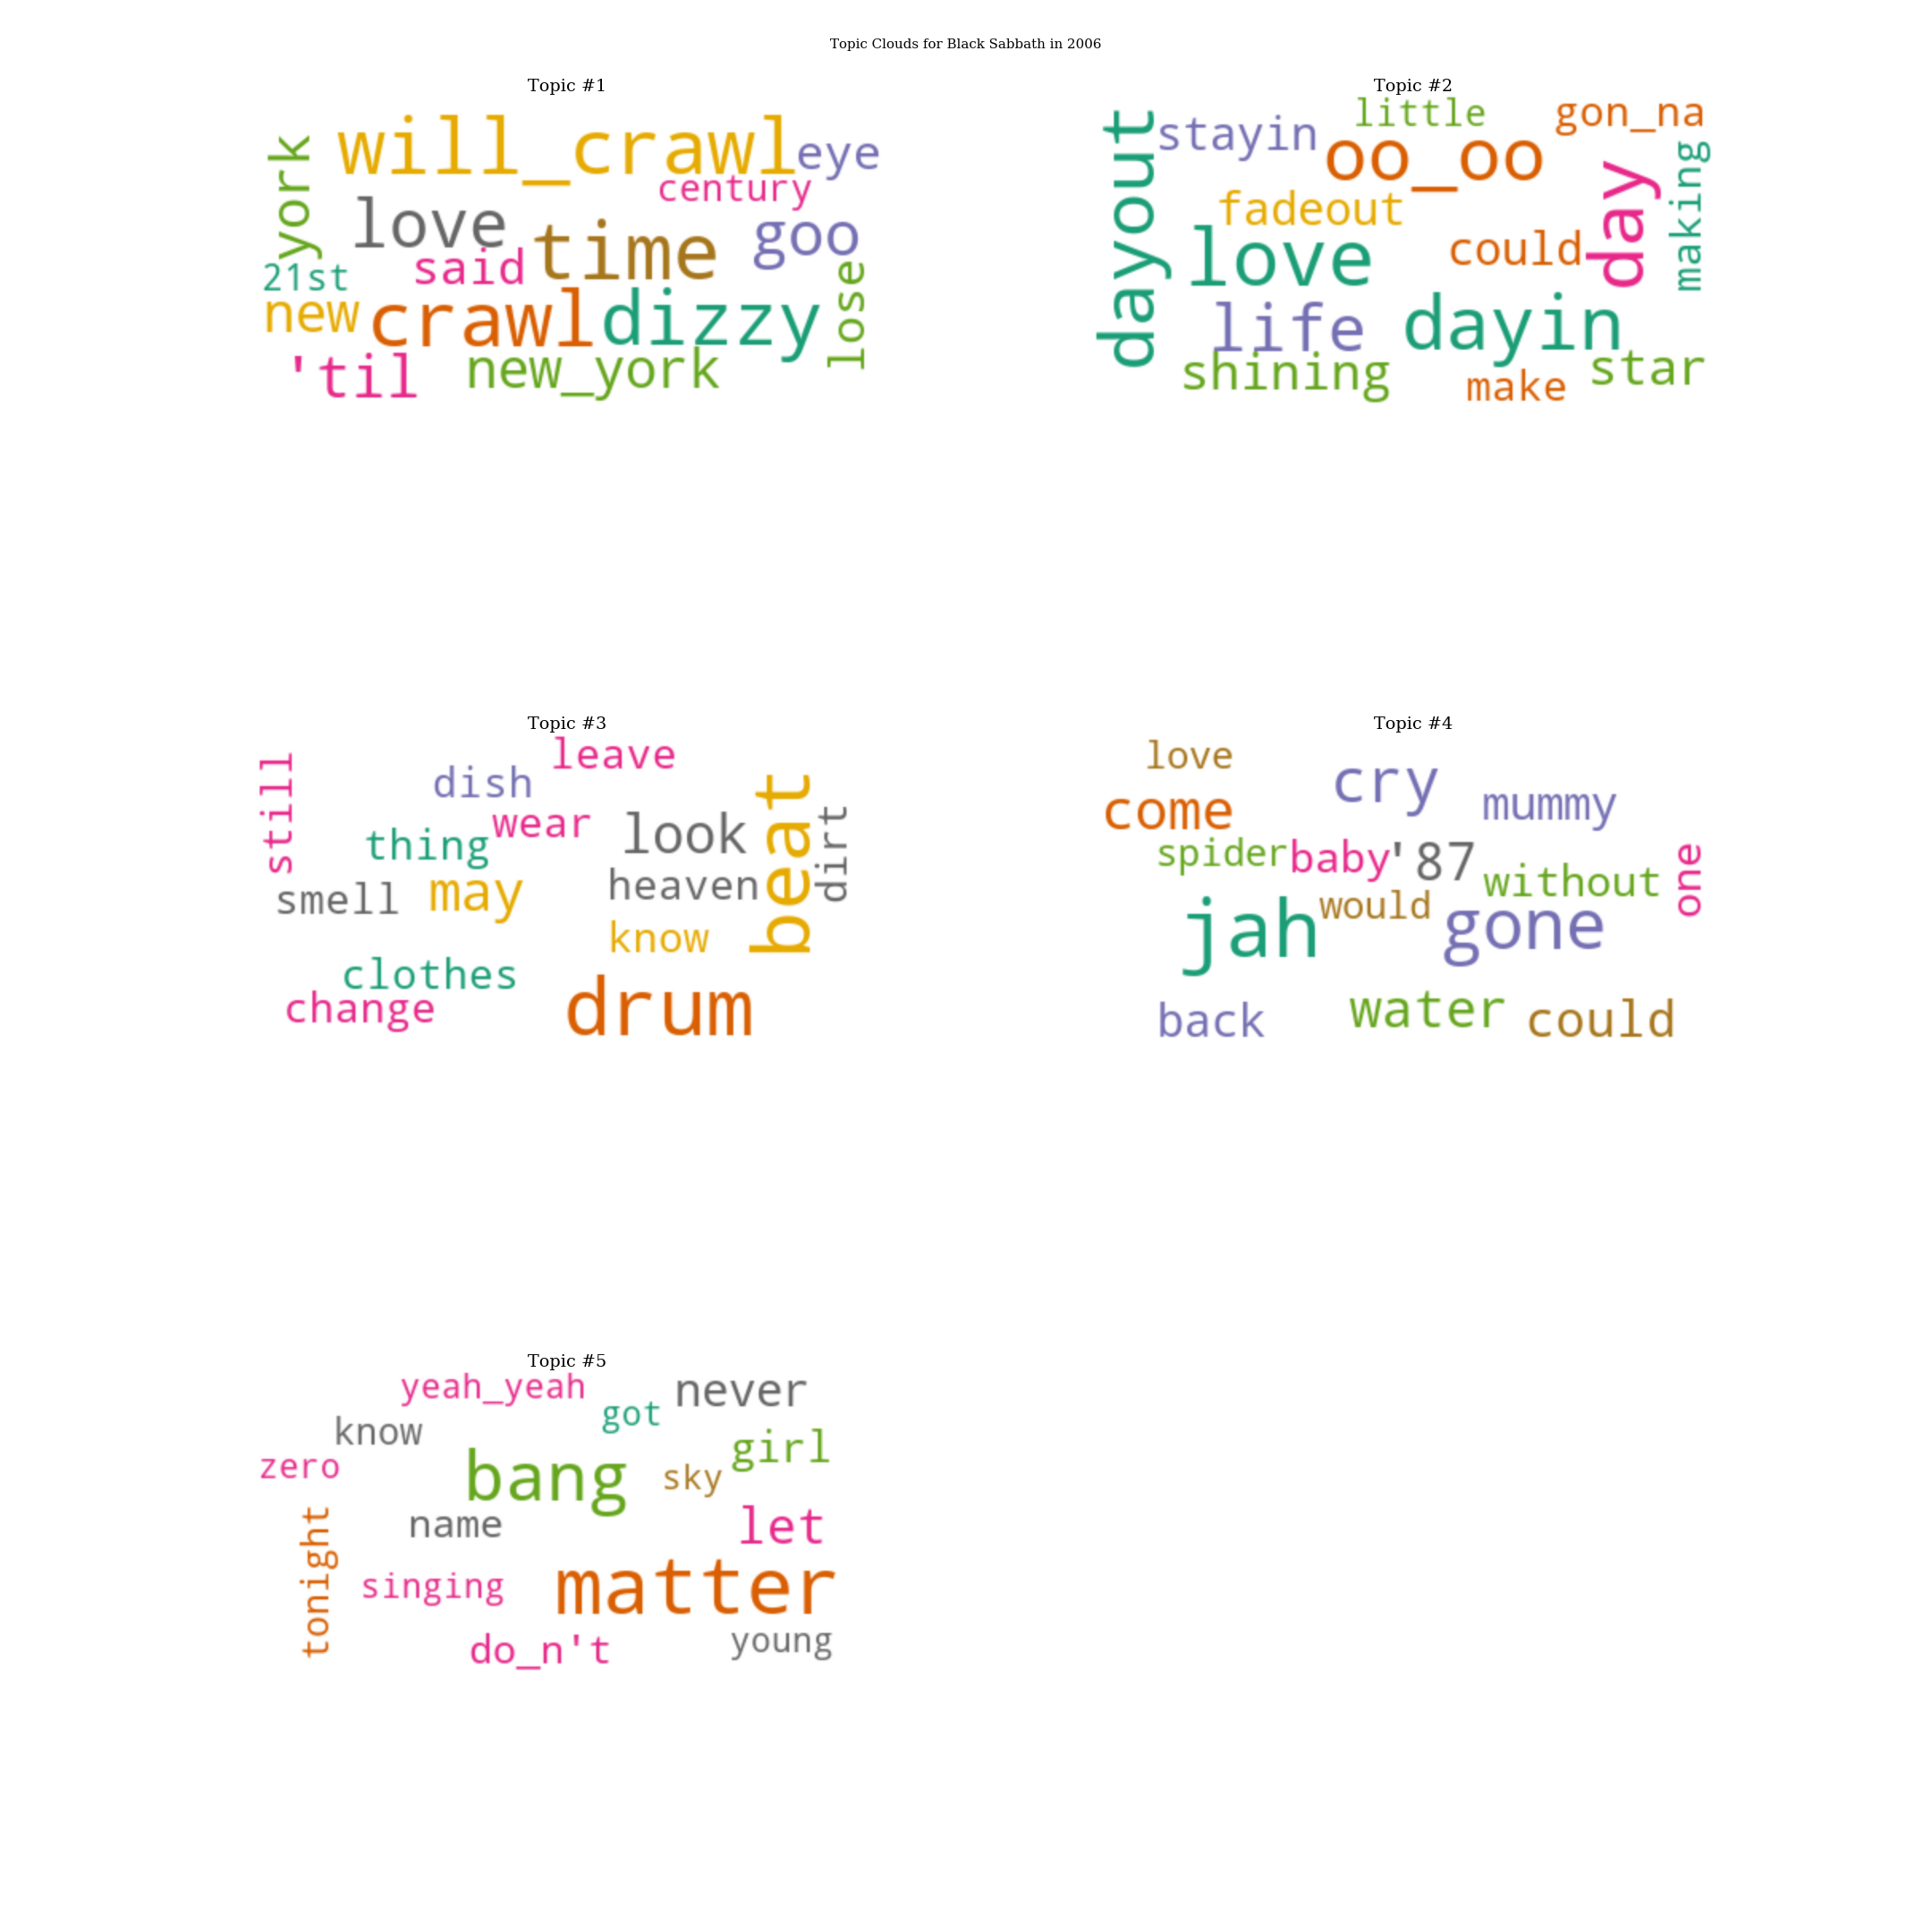 Topic Clouds for Black Sabbath in 2006
Topic #1
will_crawl
eye
york
century
love
time
goo
said
21st
new
crawl
dizzy
lose
'til
new_york
Topic #2
little
gon_na
stayin
oo_oo
dayout
making
day
fadeout
could
love
life
dayin
shining
make
star
Topic #3
leave
still
dish
wear
look
beat
dirt
thing
smell
may
heaven
know
clothes
change
drum
Topic #4
love
cry
mummy
come
spider
baby
'87
without
one
would
jah
gone
back
water
could
Topic #5
yeah_yeah
never
got
know
girl
zero
bang
sky
name
let
tonight
singing
matter
do_n't
young